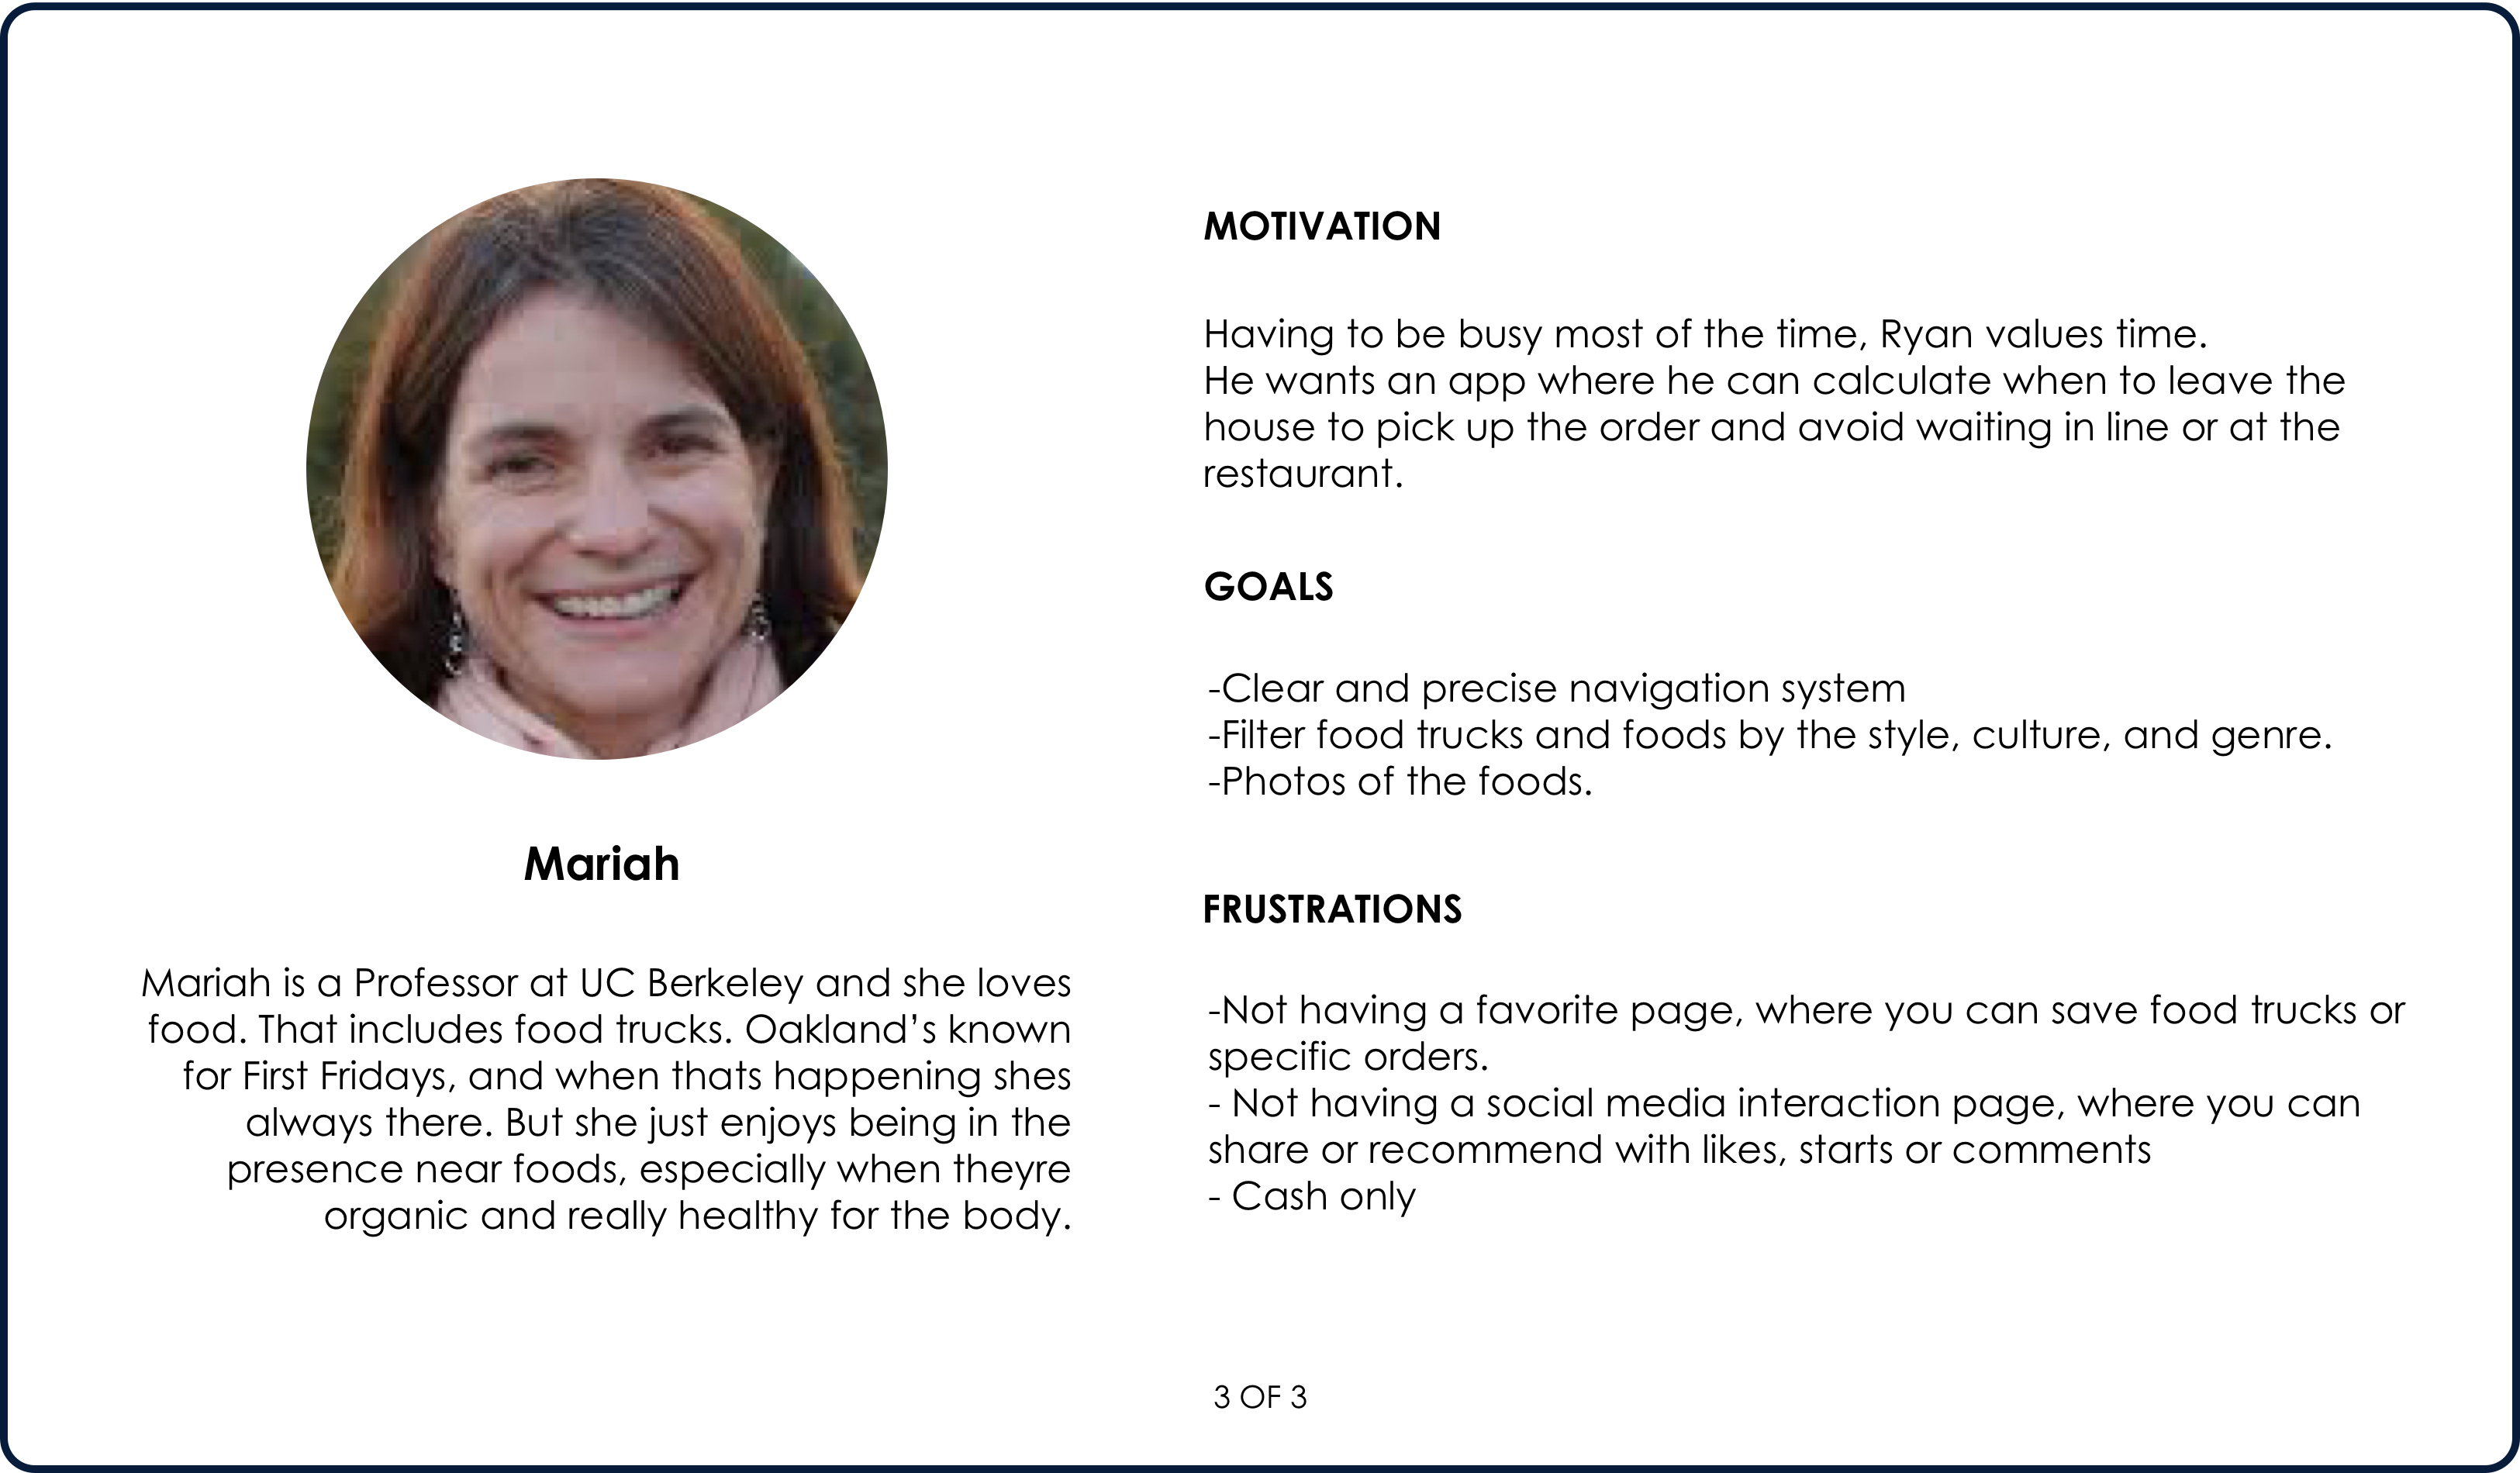 Mariah
Mariah is a Professor at UC Berkeley and she loves
food. That includes food trucks. Oakland’s known
for First Fridays, and when thats happening shes
always there. But she just enjoys being in the
presence near foods, especially when theyre
organic and really healthy for the body.
MOTIVATION
Having to be busy most of the time, Ryan values time.
He wants an app where he can calculate when to leave the
house to pick up the order and avoid waiting in line or at the
restaurant.
GOALS
-Clear and precise navigation system
-Filter food trucks and foods by the style, culture, and genre.
-Photos of the foods.
FRUSTRATIONS
-Not having a favorite page, where you can save food trucks or
specific orders.
- Not having a social media interaction page, where you can
share or recommend with likes, starts or comments
- Cash only
3 OF 3